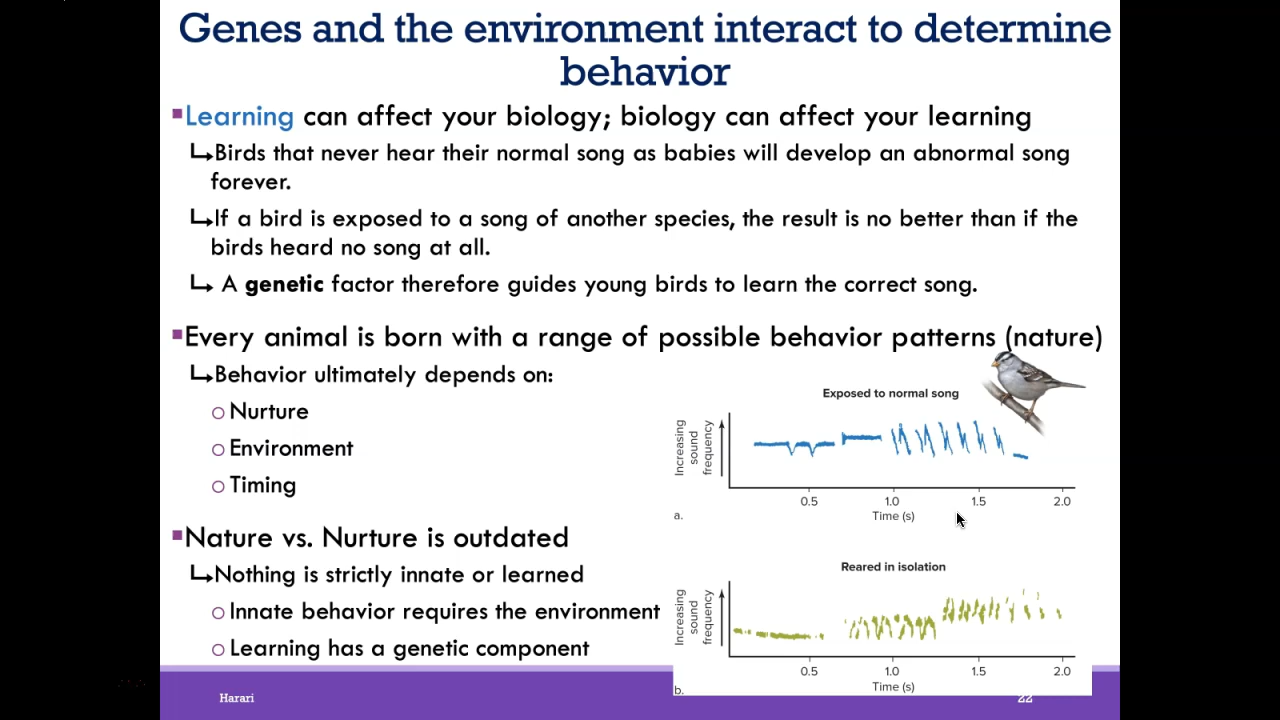 Genes and the environment interact to determine
behavior
Learning can affect your biology; biology can affect your learning
Birds that never hear their normal song as babies will develop an abnormal song
forever.
If a bird is exposed to a song of another species, the result is no better than if the
birds heard no song at all.
A genetic factor therefore guides young birds to learn the correct song.
Every animal is born with a range of possible behavior patterns (nature)
Behavior ultimately depends on:
Nurture
Environment
Timing
Nature vs. Nurture is outdated
Nothing is strictly innate or learned
Innate behavior requires the environment
Learning has a genetic component
Exposed to normal song
Increasing
sound
frequency
0.5 1.0 1.5 2.0
Time (s)
a.
Reared in isolation
Increasing
sound
frequency
0.5 1.0 1.5 2.0
Time (s)
b.
Harari
22